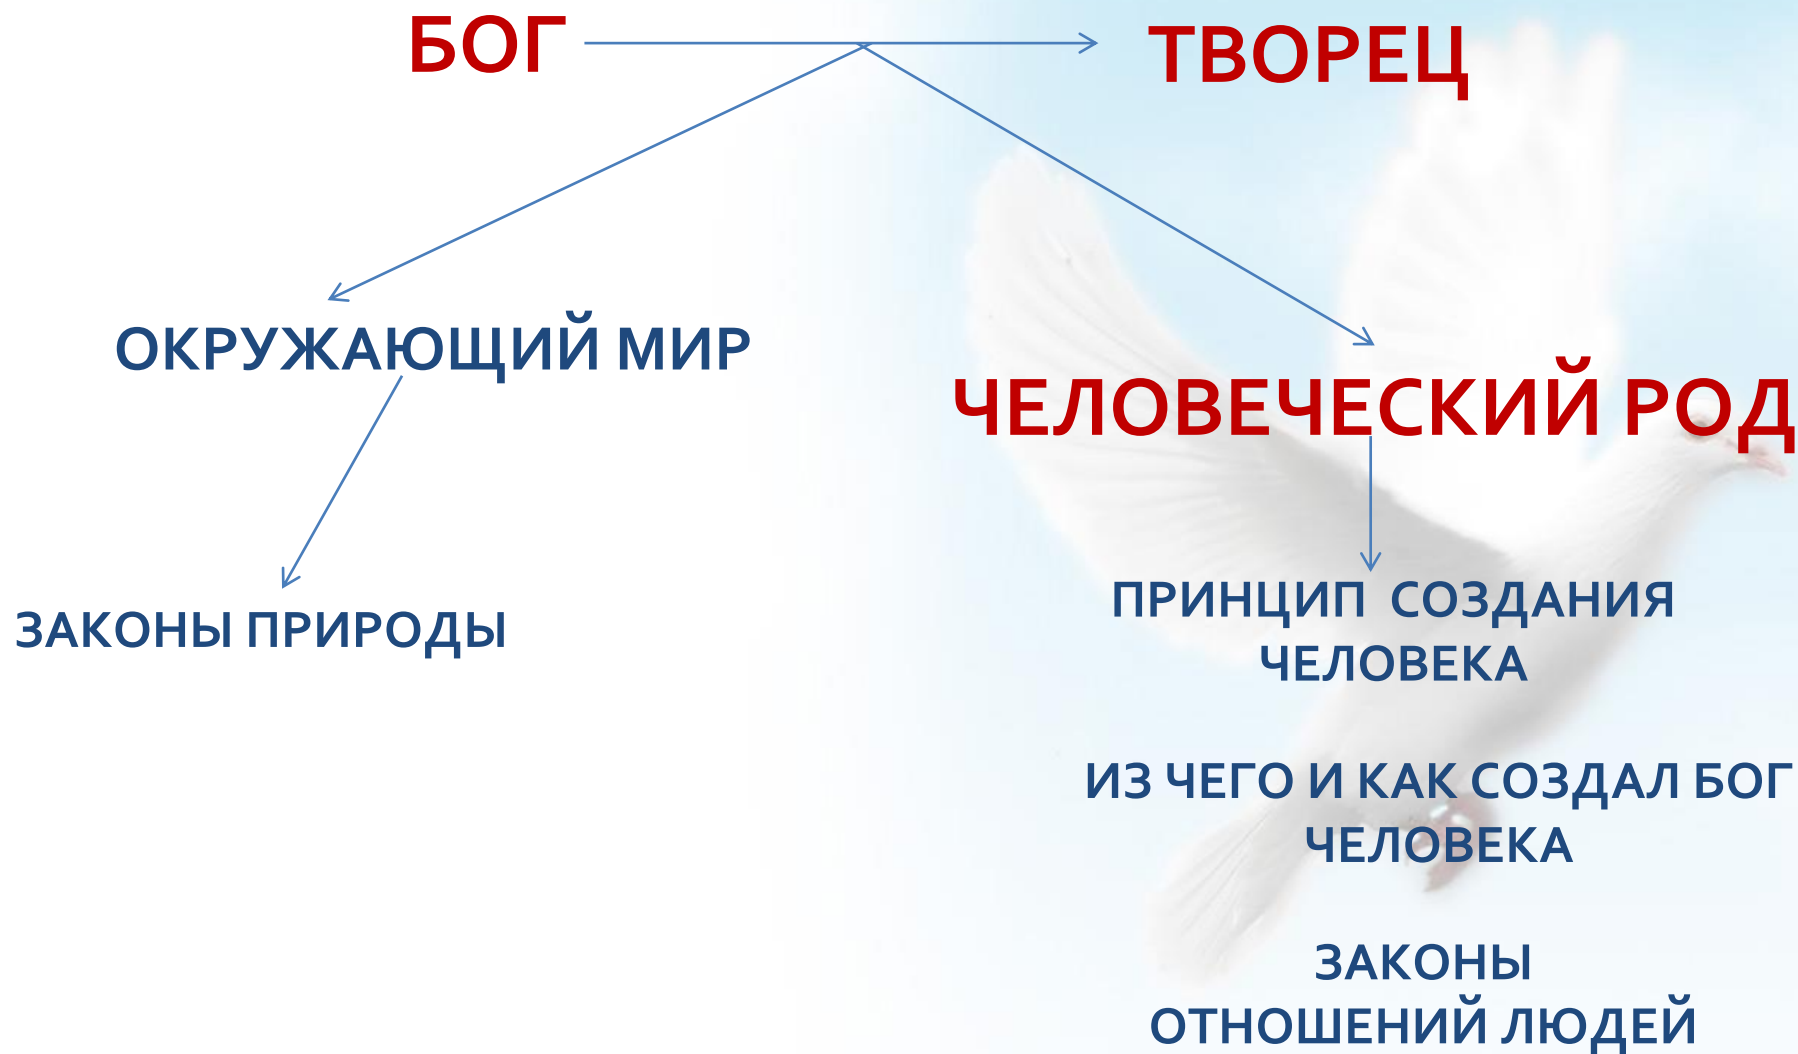 БОГ
ТВОРЕЦ
ОКРУЖАЮЩИЙ МИР
ЧЕЛОВЕЧЕСКИЙ РОД
ЗАКОНЫ ПРИРОДЫ
ПРИНЦИП СОЗДАНИЯ
ЧЕЛОВЕКА
ИЗ ЧЕГО И КАК СОЗДАЛ БОГ
ЧЕЛОВЕКА
ЗАКОНЫ
ОТНОШЕНИЙ ЛЮДЕЙ